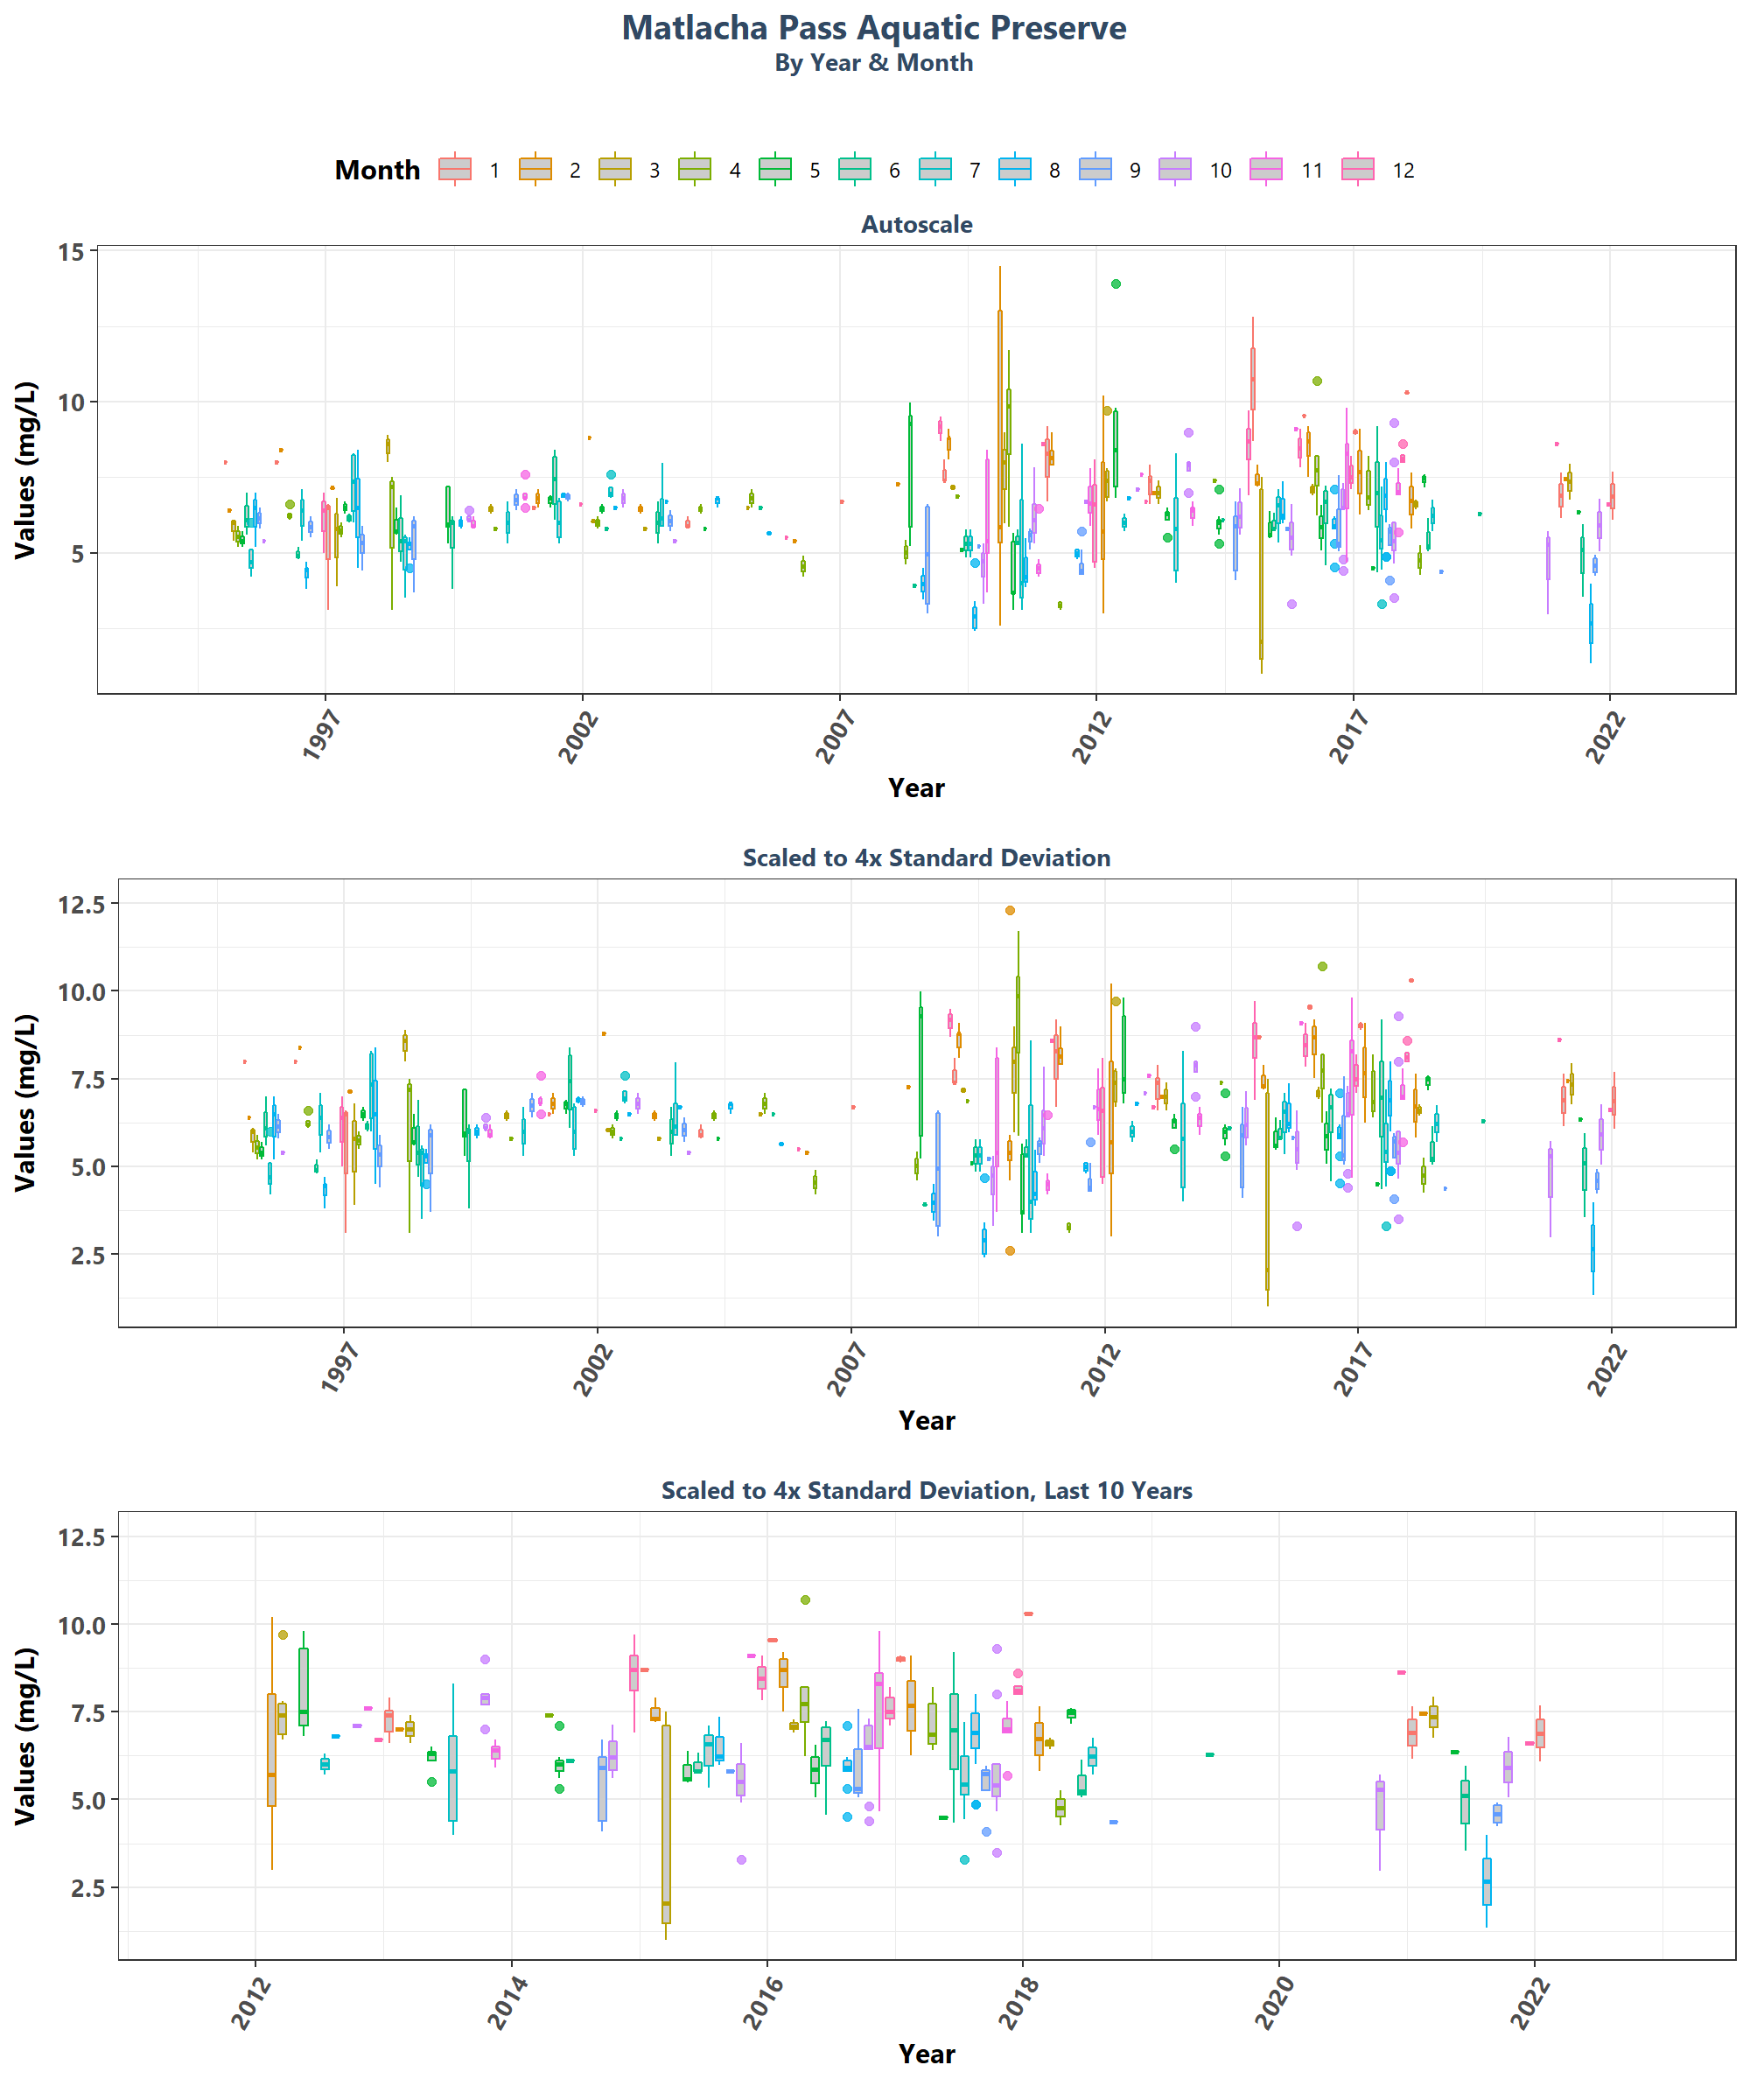 Matlacha Pass Aquatic Preserve
By Year & Month
Month 1 2 3 4 5 6 7 8 9 10 11 12
Autoscale
Values (mg/L)
15
10
5
1997 2002 2007 2012 2017 2022
Year
Scaled to 4x Standard Deviation
Values (mg/L)
12.5
10.0
7.5
5.0
2.5
1997 2002 2007 2012 2017 2022
Year
Scaled to 4x Standard Deviation, Last 10 Years
Values (mg/L)
12.5
10.0
7.5
5.0
2.5
2012 2014 2016 2018 2020 2022
Year